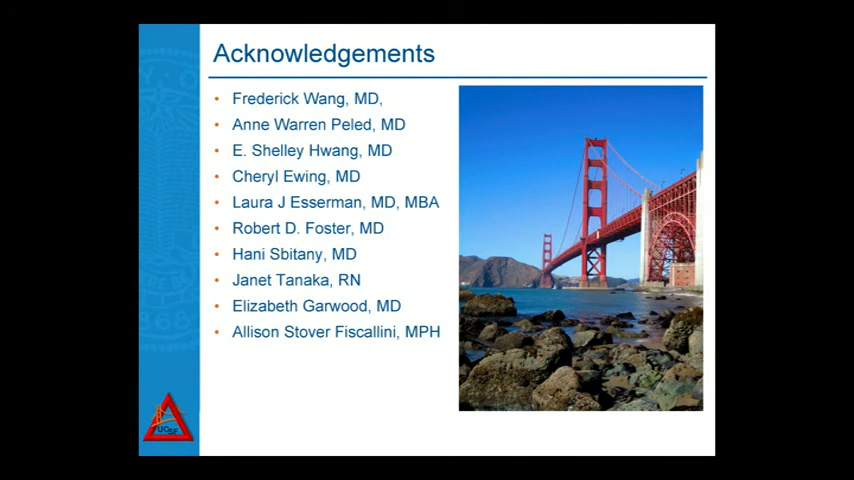 Acknowledgements
• Frederick Wang, MD,
• Anne Warren Peled, MD
• E. Shelley Hwang, MD
• Cheryl Ewing, MD
• Laura J Esserman, MD, MBA
• Robert D. Foster, MD
• Hani Sbitany, MD
• Janet Tanaka, RN
• Elizabeth Garwood, MD
• Allison Stover Fiscallini, MPH
UCSF